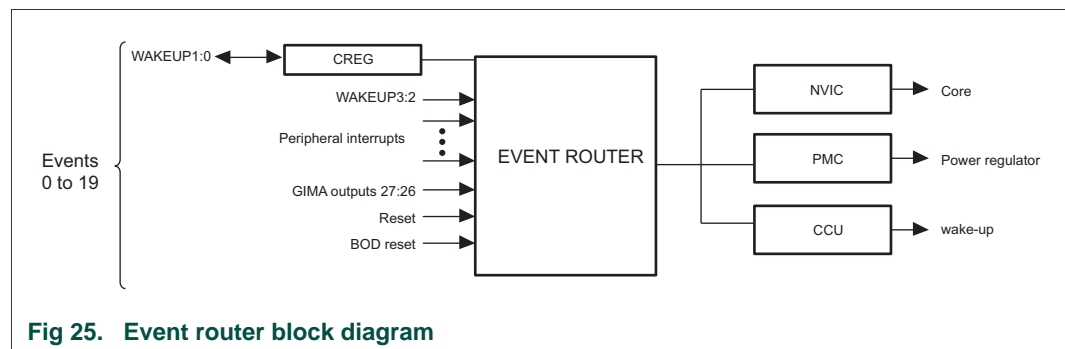 WAKEUP1:0
CREG
WAKEUP3:2
Peripheral interrupts
Events
0 to 19
GIMA outputs 27:26
Reset
BOD reset
EVENT ROUTER
NVIC
Core
PMC
Power regulator
CCU
wake-up
Fig 25. Event router block diagram